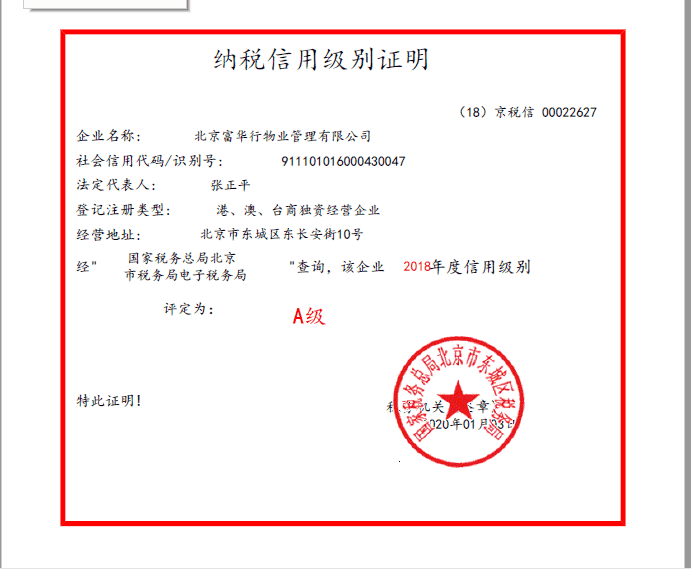 纳税信用级别证明
（18）京税信 00022627
企业名称： 北京富华行物业管理有限公司
社会信用代码/识别号： 911101016000430047
法定代表人： 张正平
登记注册类型： 港、澳、台商独资经营企业
经营地址： 北京市东城区东长安街10号
经" 国家税务总局北京
市税务局电子税务局 "查询，该企业 2018年度信用级别
评定为： A级
国家税务总局北京市东城区税务局
特此证明！
机关 签章
2020年01月03日